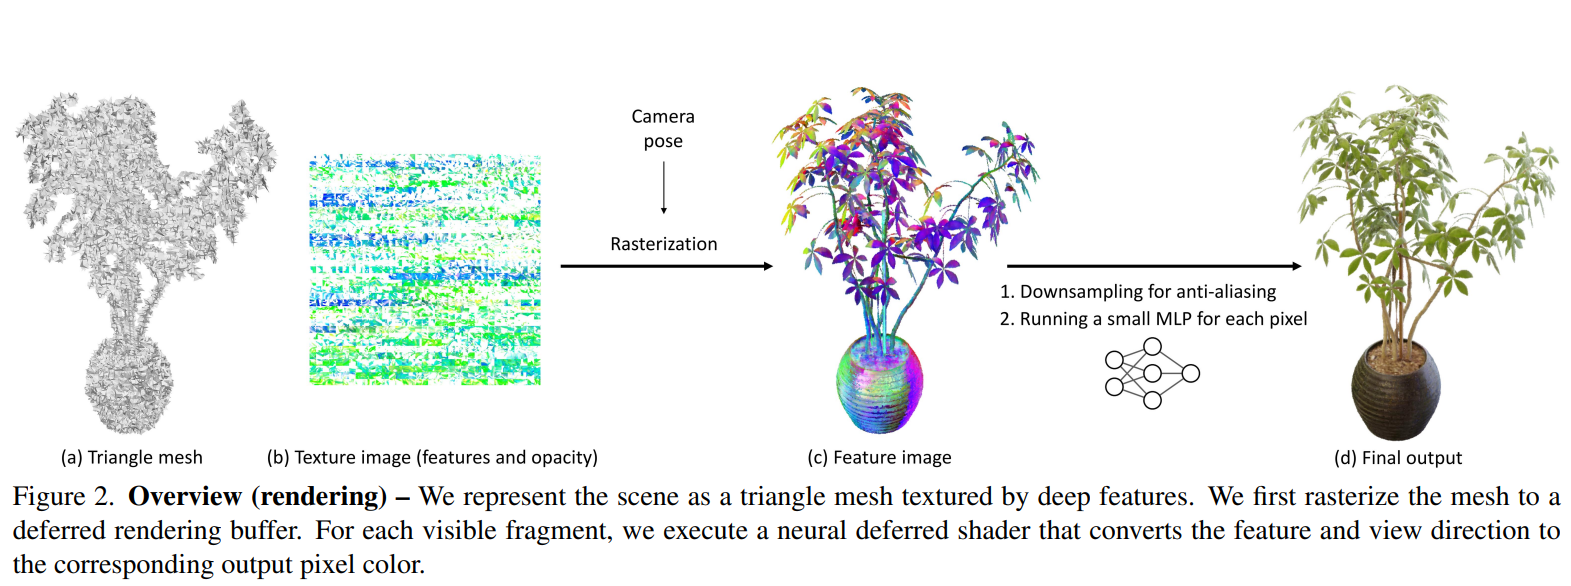 Camera
pose
Rasterization
1. Downsampling for anti-aliasing
2. Running a small MLP for each pixel
(a) Triangle mesh
(b) Texture image (features and opacity)
(c) Feature image
(d) Final output
Figure 2. Overview (rendering) – We represent the scene as a triangle mesh textured by deep features. We first rasterize the mesh to a
deferred rendering buffer. For each visible fragment, we execute a neural deferred shader that converts the feature and view direction to
the corresponding output pixel color.